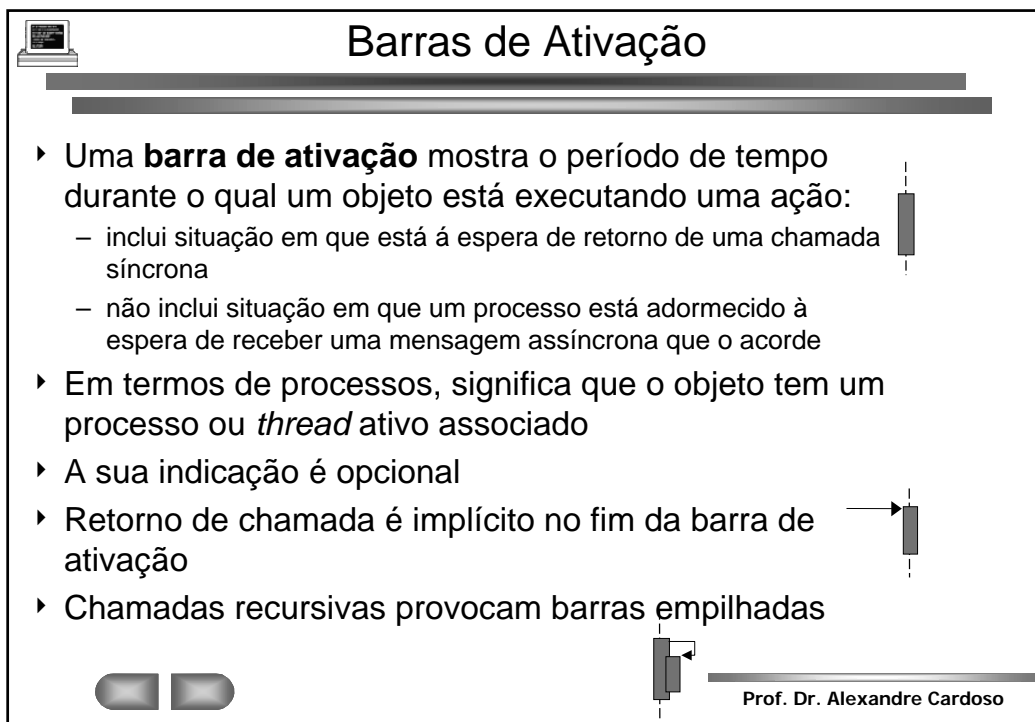 Barras de Ativação
‣ Uma barra de ativação mostra o período de tempo
durante o qual um objeto está executando uma ação:
– inclui situação em que está á espera de retorno de uma chamada
síncrona
– não inclui situação em que um processo está adormecido à
espera de receber uma mensagem assíncrona que o acorde
‣ Em termos de processos, significa que o objeto tem um
processo ou thread ativo associado
‣ A sua indicação é opcional
‣ Retorno de chamada é implícito no fim da barra de
ativação
‣ Chamadas recursivas provocam barras empilhadas
Prof. Dr. Alexandre Cardoso